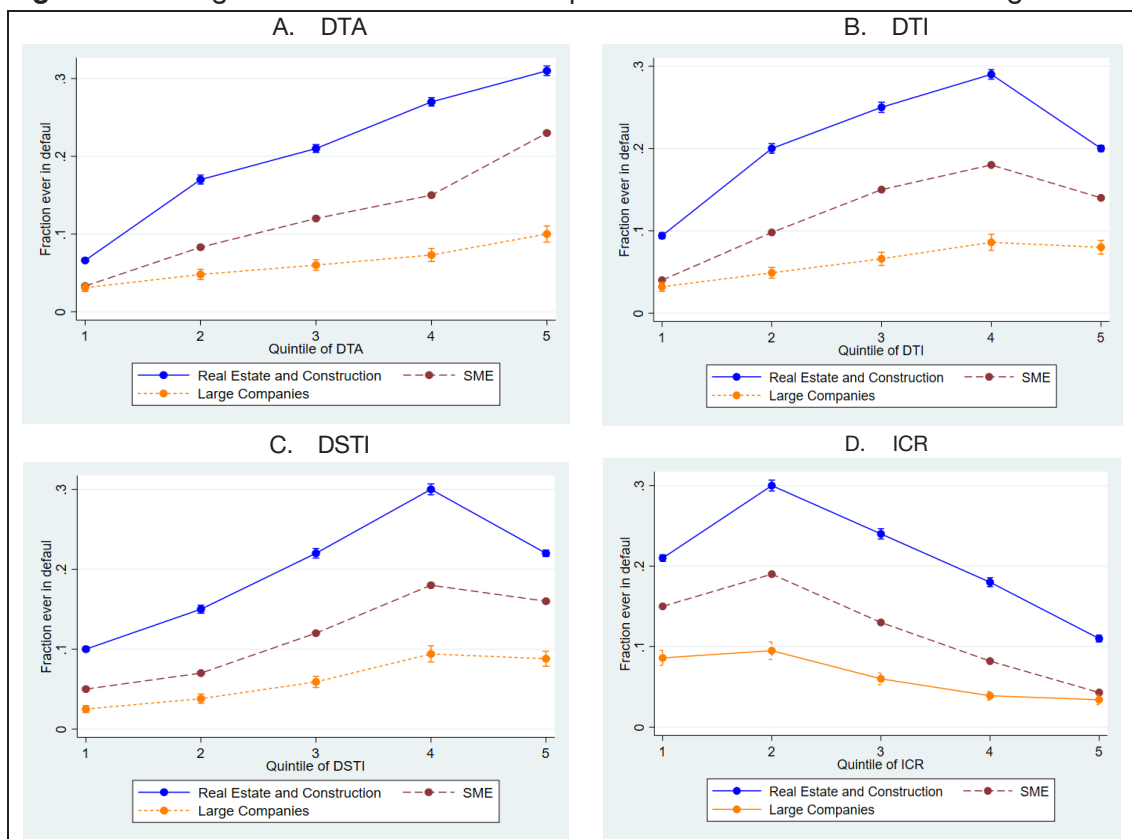 A. DTA
Fraction ever in defaul
.3
.2
.1
0
1 2 3 4 5
Quintile of DTA
Real Estate and Construction SME
Large Companies
B. DTI
Fraction ever in defaul
.3
.2
.1
0
1 2 3 4 5
Quintile of DTI
Real Estate and Construction SME
Large Companies
C. DSTI
Fraction ever in defaul
.3
.2
.1
0
1 2 3 4 5
Quintile of DSTI
Real Estate and Construction SME
Large Companies
D. ICR
Fraction ever in defaul
.3
.2
.1
0
1 2 3 4 5
Quintile of ICR
Real Estate and Construction SME
Large Companies